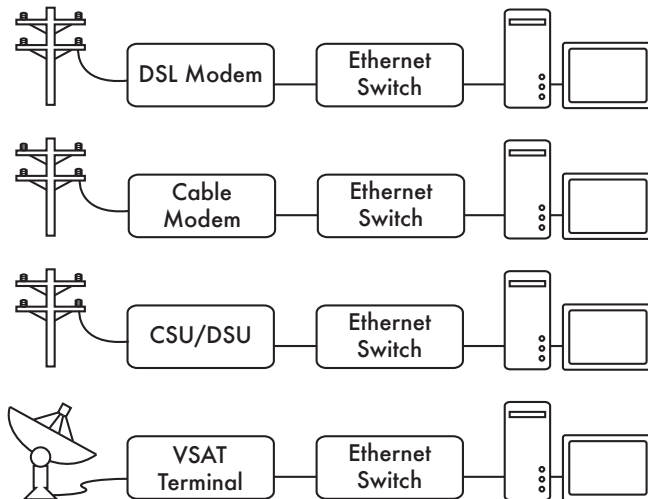 DSL Modem
Ethernet
Switch
Cable
Modem
Ethernet
Switch
CSU/DSU
Ethernet
Switch
VSAT
Terminal
Ethernet
Switch